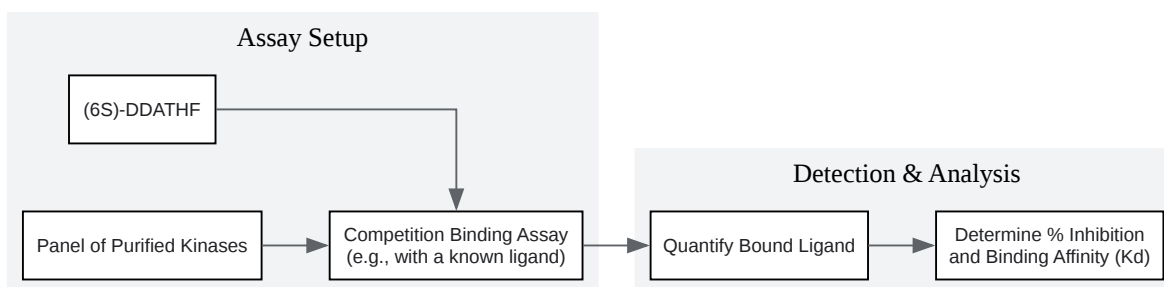 Assay Setup
(6S)-DDATHF
Panel of Purified Kinases
Competition Binding Assay
(e.g., with a known ligand)
Detection & Analysis
Quantify Bound Ligand
Determine % Inhibition
and Binding Affinity (Kd)